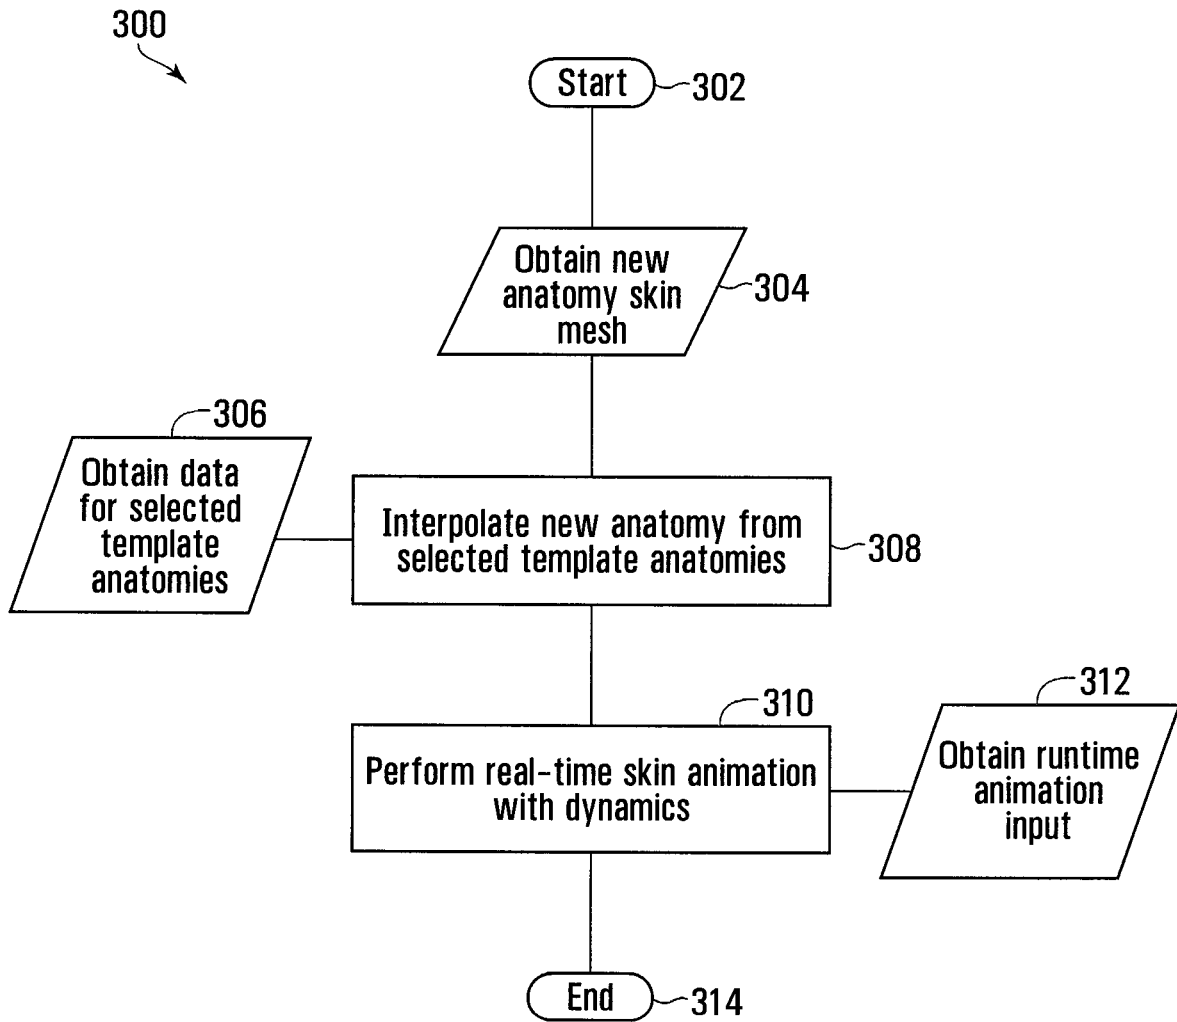 300
Start
302
Obtain new
anatomy skin
mesh
304
306
Obtain data
for selected
template
anatomies
Interpolate new anatomy from
selected template anatomies
308
310
Perform real-time skin animation
with dynamics
312
Obtain runtime
animation
input
End
314